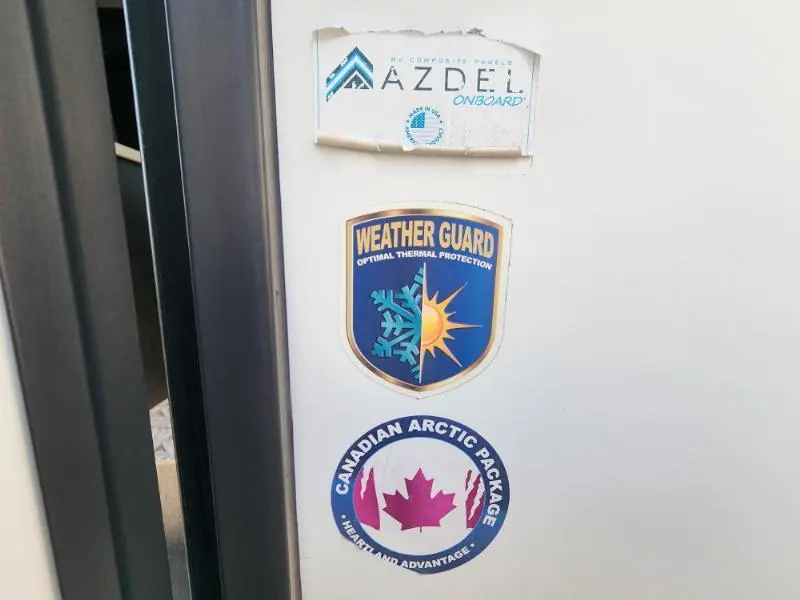 RV COMPOSITE PANELS
AZDEL
ONBOARD
MADE IN USA
WEATHER GUARD
OPTIMAL THERMAL PROTECTION
CANADIAN ARCTIC PACKAGE
• HEARTLAND ADVANTAGE •